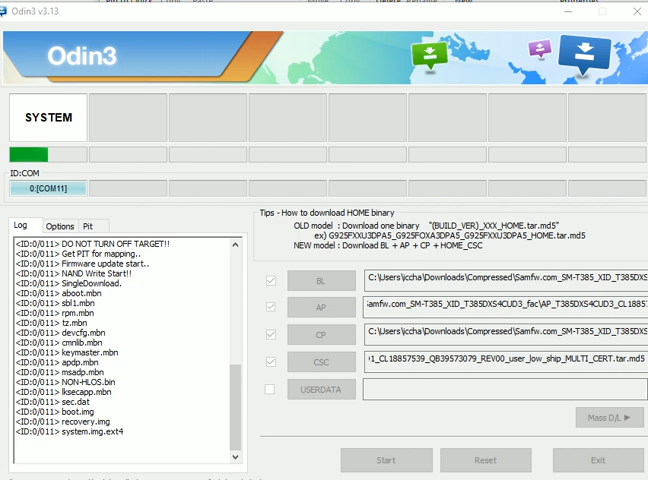 Odin3 v3.13
Odin3
SYSTEM
ID:COM
0:[COM11]
Log
Options
Pit
<ID:0/011> DO NOT TURN OFF TARGET!!
<ID:0/011> Get PIT for mapping..
<ID:0/011> Firmware update start..
<ID:0/011> NAND Write Start!!
<ID:0/011> SingleDownload.
<ID:0/011> aboot.mbn
<ID:0/011> sbl1.mbn
<ID:0/011> rpm.mbn
<ID:0/011> tz.mbn
<ID:0/011> devcfg.mbn
<ID:0/011> cmnlib.mbn
<ID:0/011> keymaster.mbn
<ID:0/011> apdp.mbn
<ID:0/011> msadp.mbn
<ID:0/011> NON-HLOS.bin
<ID:0/011> lksecapp.mbn
<ID:0/011> sec.dat
<ID:0/011> boot.img
<ID:0/011> recovery.img
<ID:0/011> system.img.ext4
Tips - How to download HOME binary
OLD model : Download one binary "(BUILD_VER)_XXX_HOME.tar.md5"
ex) G925FXXU3DPA5_G925FOXA3DPA5_G925FXXU3DPA5_HOME.tar.md5
NEW model : Download BL + AP + CP + HOME_CSC
BL
C:\Users\iccha\Downloads\Compressed\Samfw.com_SM-T385_XID_T385DXS
AP
Samfw.com_SM-T385_XID_T385DXS4CUD3_fac\AP_T385DXS4CUD3_CL1885
CP
C:\Users\iccha\Downloads\Compressed\Samfw.com_SM-T385_XID_T385DXS
CSC
1_CL18857539_QB39573079_REV00_user_low_ship_MULTI_CERT.tar.md5
USERDATA
Mass D/L
Start
Reset
Exit